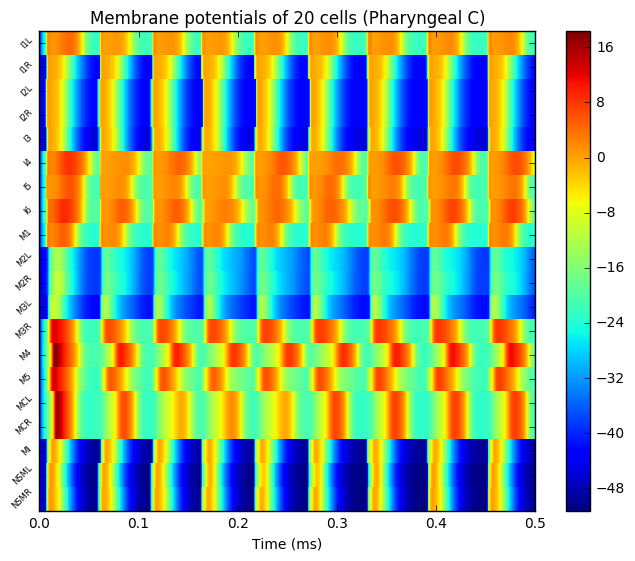 Membrane potentials of 20 cells (Pharyngeal C)
I1L
I1R
I2L
I2R
I3
I4
I5
I6
M1
M2L
M2R
M3L
M3R
M4
M5
MCL
MCR
MI
NSML
NSMR
0.0 0.1 0.2 0.3 0.4 0.5
Time (ms)
16
8
0
−8
−16
−24
−32
−40
−48